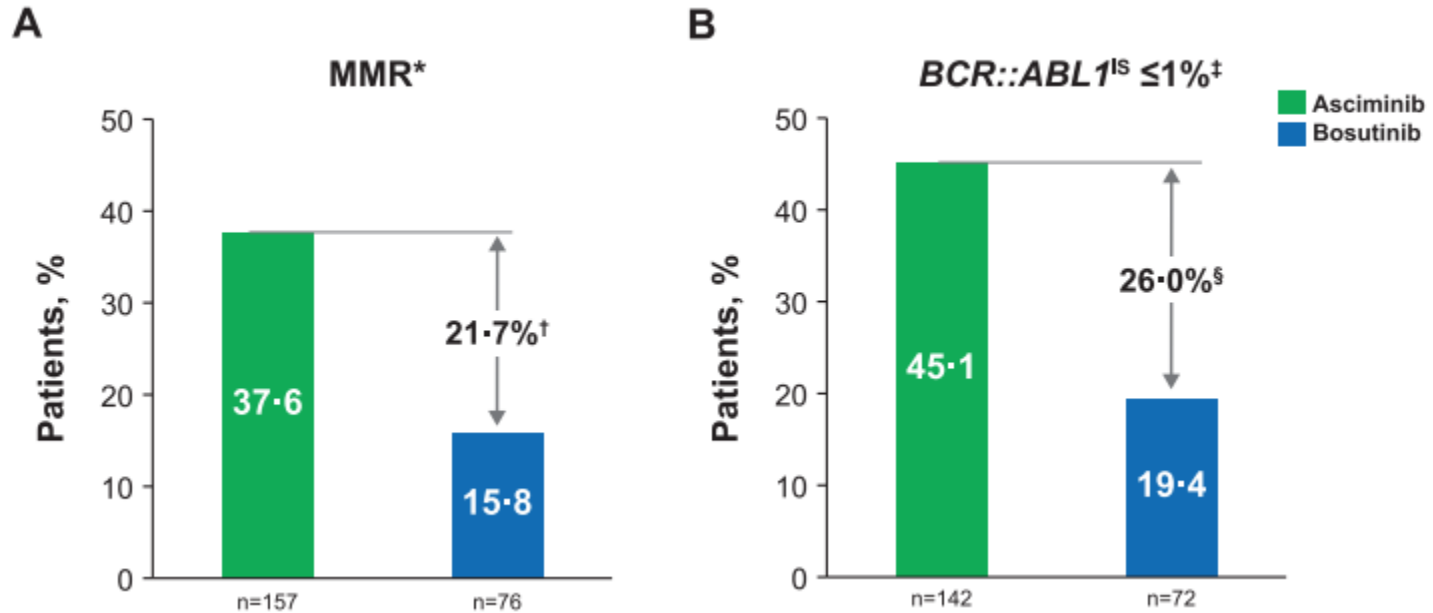 A
MMR*
Patients, %
50
40
30
20
10
0
37·6
21·7%†
15·8
n=157
n=76
B
BCR::ABL1ᴵˢ ≤1%‡
Patients, %
50
40
30
20
10
0
45·1
26·0%§
19·4
n=142
n=72
Asciminib
Bosutinib